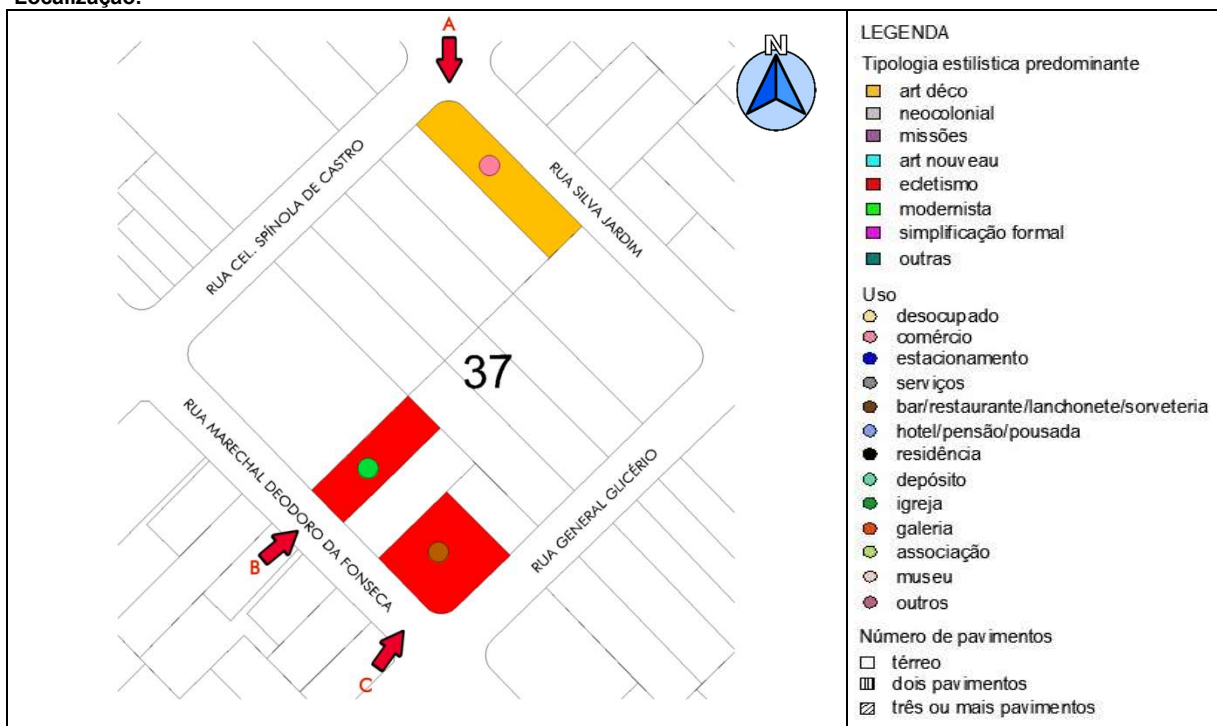 Localização:
A
N
RUA CEL. SPÍNOLA DE CASTRO
RUA SILVA JARDIM
37
RUA MARECHAL DEODORO DA FONSECA
RUA GENERAL GLICÉRIO
B
C
LEGENDA
Tipologia estilística predominante
art déco
neocolonial
missões
art nouveau
ecletismo
modernista
simplificação formal
outras
Uso
desocupado
comércio
estacionamento
serviços
bar/restaurante/lanchonete/sorveteria
hotel/pensão/pousada
residência
depósito
igreja
galeria
associação
museu
outros
Número de pavimentos
térreo
dois pavimentos
três ou mais pavimentos